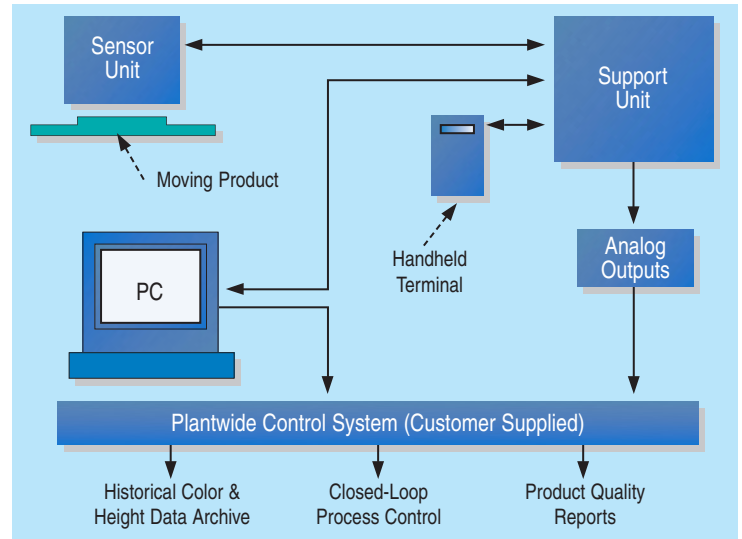 Sensor
Unit
Support
Unit
Moving Product
Handheld
Terminal
Analog
Outputs
PC
Plantwide Control System (Customer Supplied)
Historical Color &
Height Data Archive
Closed-Loop
Process Control
Product Quality
Reports